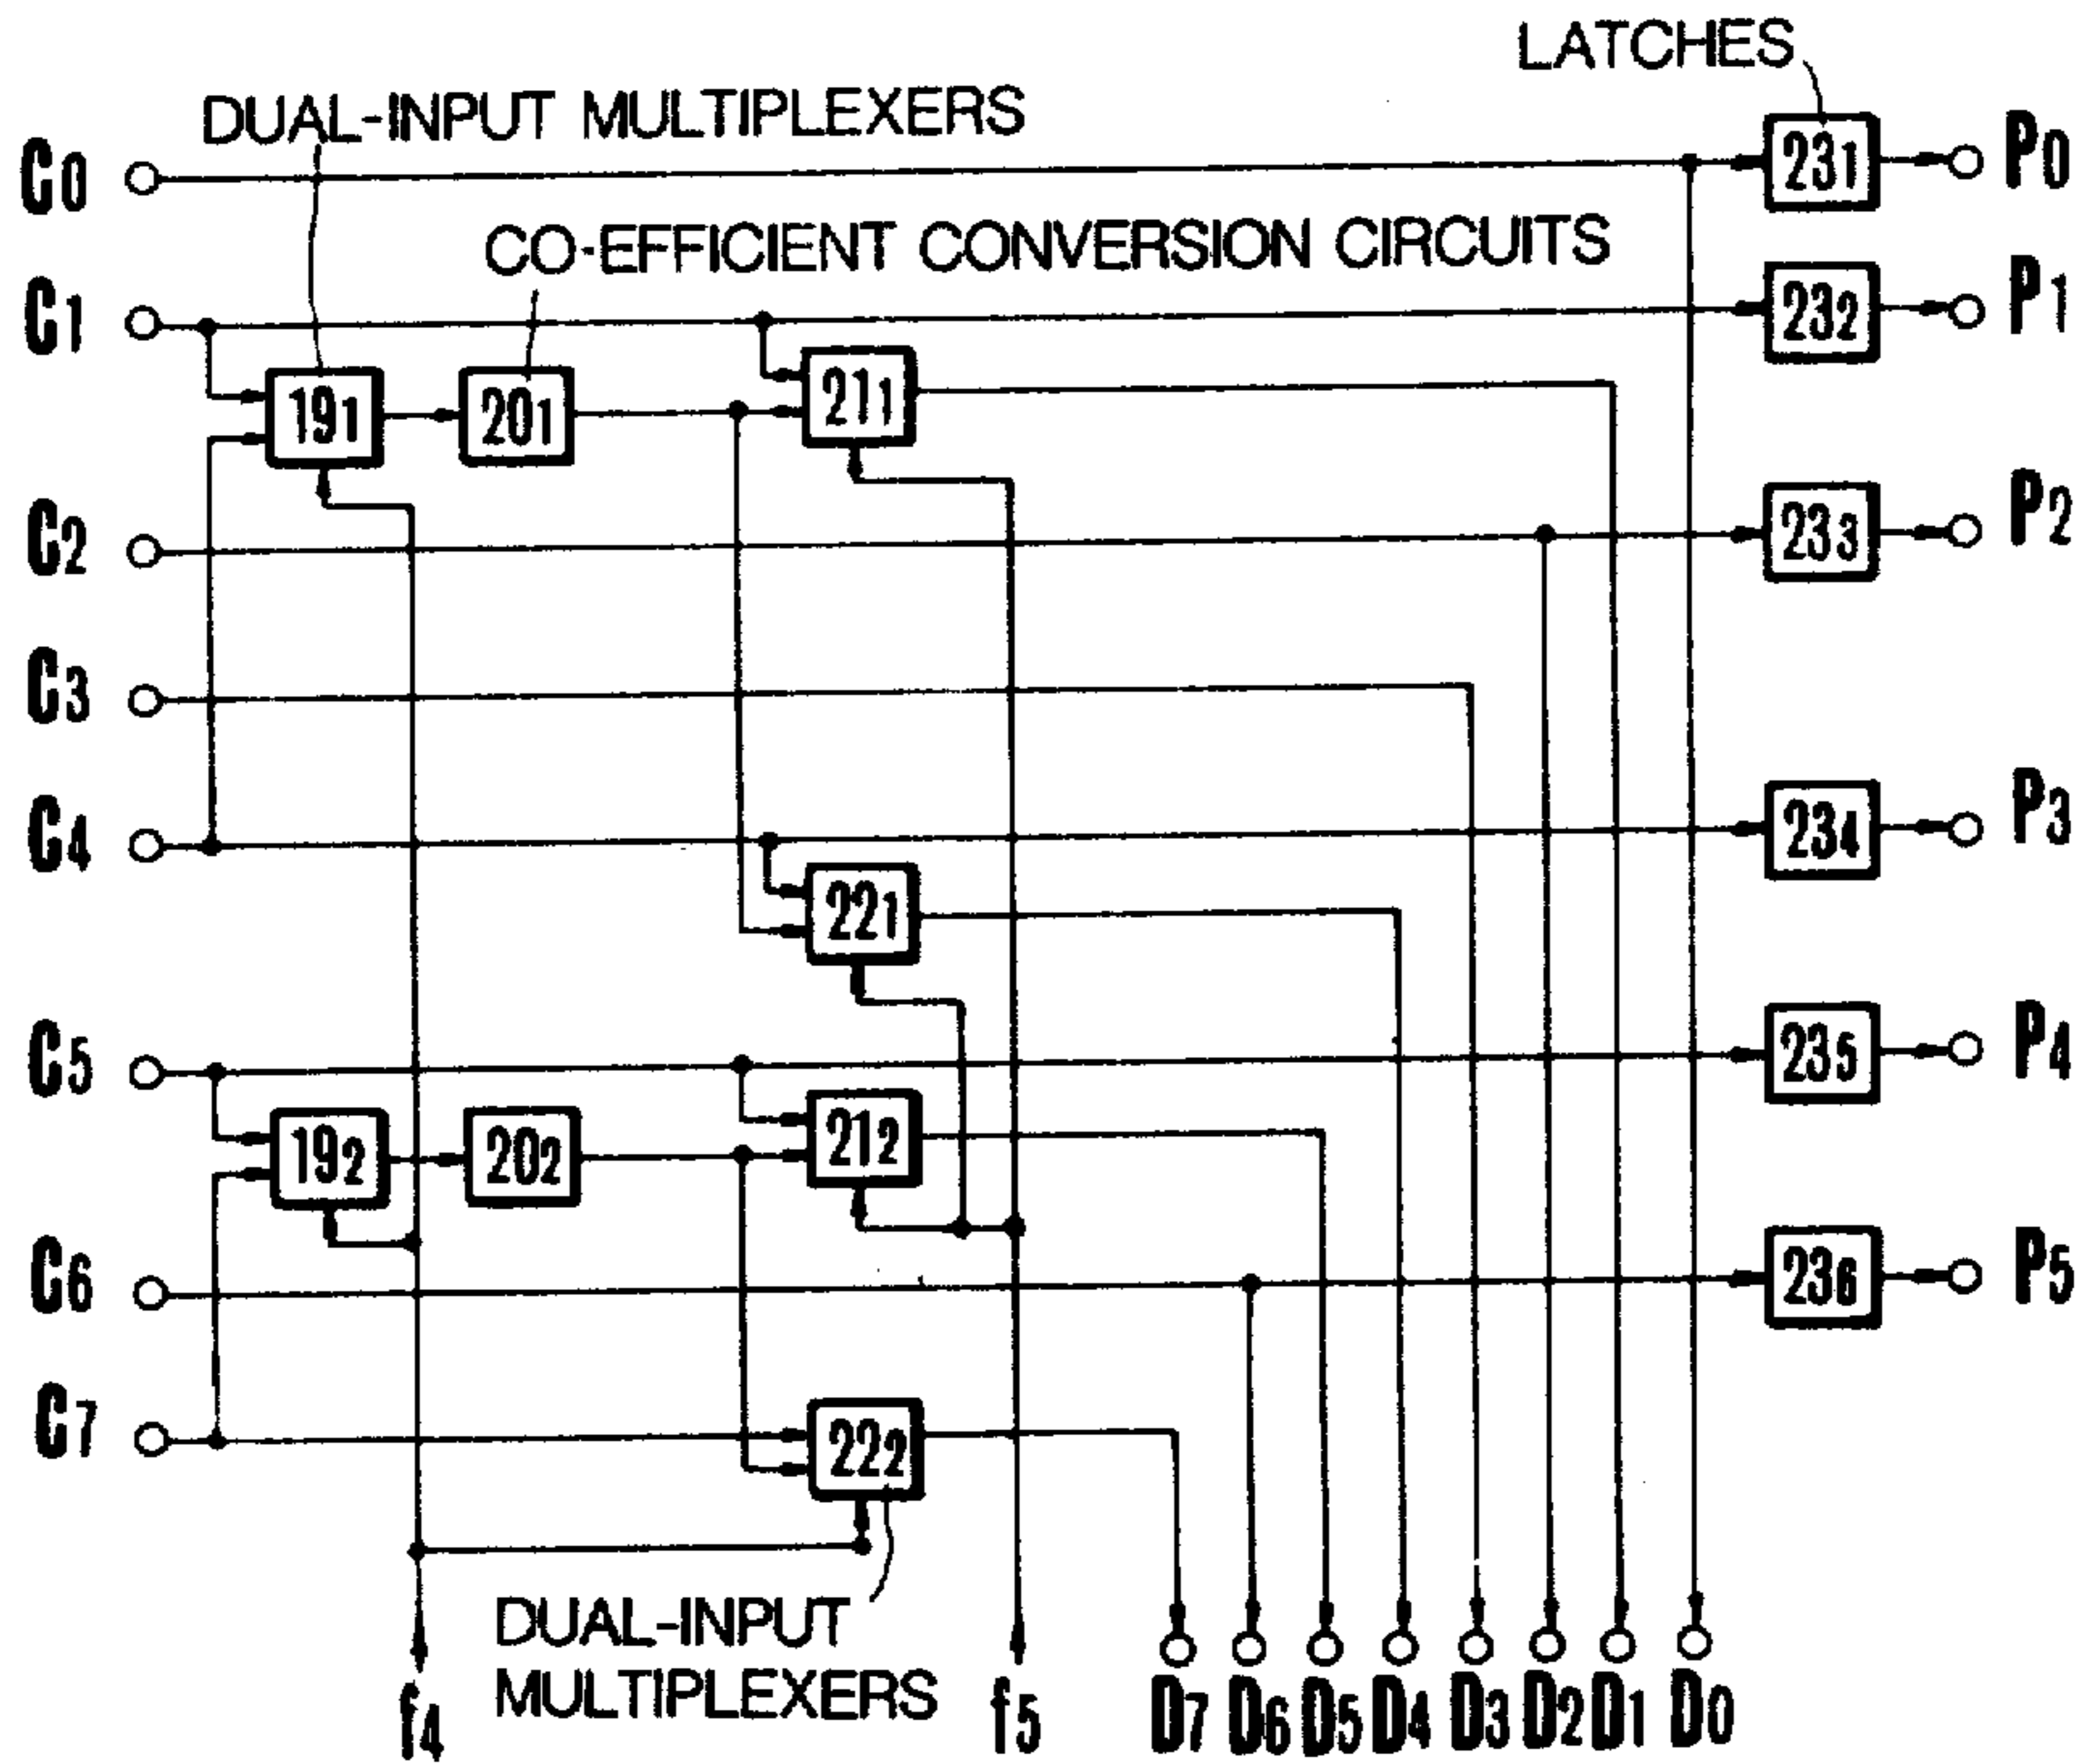 LATCHES
DUAL-INPUT MULTIPLEXERS
C0
231
P0
CO-EFFICIENT CONVERSION CIRCUITS
C1
232
P1
191
201
211
C2
233
P2
C3
C4
234
P3
221
C5
235
P4
192
202
212
C6
236
P5
C7
222
DUAL-INPUT
MULTIPLEXERS
f4
f5
D7 D6 D5 D4 D3 D2 D1 D0